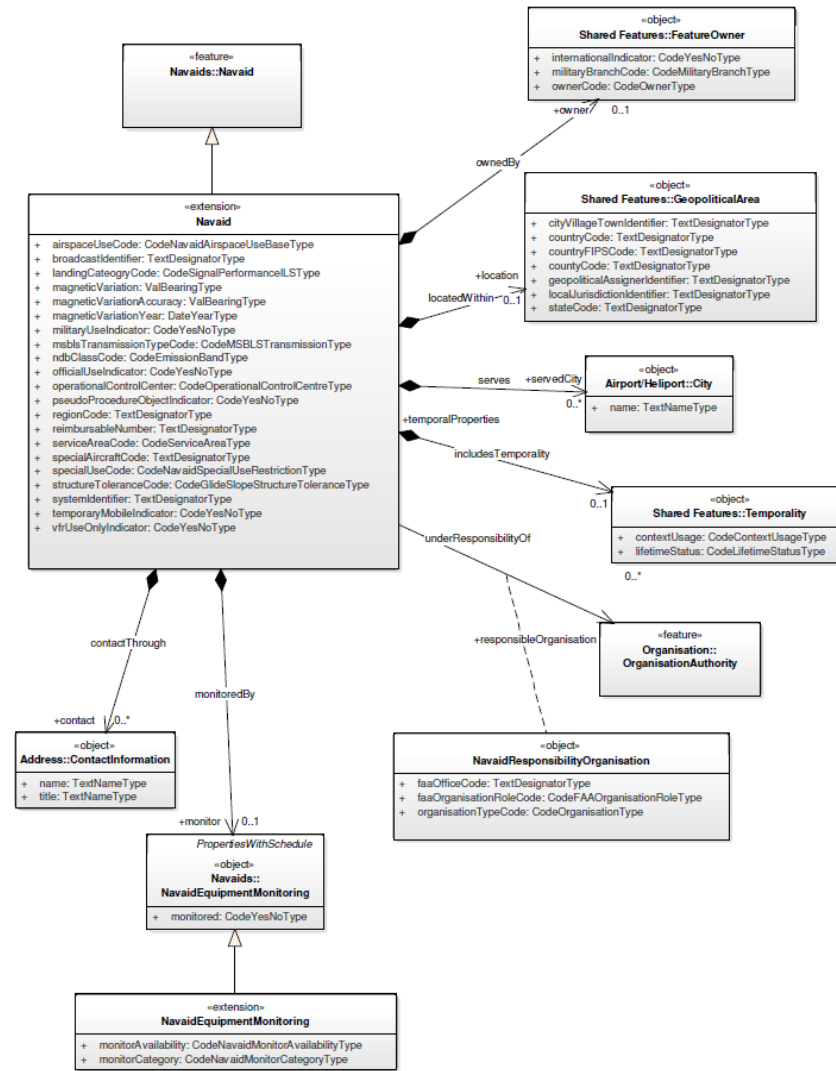 «feature»
Navaids::Navaid
«object»
Shared Features::FeatureOwner
+ internationalIndicator: CodeYesNoType
+ militaryBranchCode: CodeMilitaryBranchType
+ ownerCode: CodeOwnerType
+owner
0..1
ownedBy
«extension»
Navaid
+ airspaceUseCode: CodeNavaidAirspaceUseBaseType
+ broadcastIdentifier: TextDesignatorType
+ landingCateogryCode: CodeSignalPerformanceILSType
+ magneticVariation: ValBearingType
+ magneticVariationAccuracy: ValBearingType
+ magneticVariationYear: DateYearType
+ militaryUseIndicator: CodeYesNoType
+ msblsTransmissionTypeCode: CodeMSBLSTransmissionType
+ ndbClassCode: CodeEmissionBandType
+ officialUseIndicator: CodeYesNoType
+ operationalControlCenter: CodeOperationalControlCentreType
+ pseudoProcedureObjectIndicator: CodeYesNoType
+ regionCode: TextDesignatorType
+ reimbursableNumber: TextDesignatorType
+ serviceAreaCode: CodeServiceAreaType
+ specialAircraftCode: TextDesignatorType
+ specialUseCode: CodeNavaidSpecialUseRestrictionType
+ structureToleranceCode: CodeGlideSlopeStructureToleranceType
+ systemIdentifier: TextDesignatorType
+ temporaryMobileIndicator: CodeYesNoType
+ vfrUseOnlyIndicator: CodeYesNoType
«object»
Shared Features::GeopoliticalArea
+ cityVillageTownIdentifier: TextDesignatorType
+ countryCode: TextDesignatorType
+ countryFIPSCode: TextDesignatorType
+ countyCode: TextDesignatorType
+ geopoliticalAssignerIdentifier: TextDesignatorType
+ localJurisdictionIdentifier: TextDesignatorType
+ stateCode: TextDesignatorType
+location
locatedWithin
0..1
serves
+servedCity
0..*
«object»
Airport/Heliport::City
+ name: TextNameType
+temporalProperties
includesTemporality
0..1
«object»
Shared Features::Temporality
+ contextUsage: CodeContextUsageType
+ lifetimeStatus: CodeLifetimeStatusType
0..*
underResponsibilityOf
+responsibleOrganisation
«feature»
Organisation::
OrganisationAuthority
contactThrough
monitoredBy
+contact
0..*
«object»
Address::ContactInformation
+ name: TextNameType
+ title: TextNameType
«object»
NavaidResponsibilityOrganisation
+ faaOfficeCode: TextDesignatorType
+ faaOrganisationRoleCode: CodeFAAOrganisationRoleType
+ organisationTypeCode: CodeOrganisationType
+monitor
0..1
PropertiesWithSchedule
«object»
Navaids::
NavaidEquipmentMonitoring
+ monitored: CodeYesNoType
«extension»
NavaidEquipmentMonitoring
+ monitorAvailability: CodeNavaidMonitorAvailabilityType
+ monitorCategory: CodeNavaidMonitorCategoryType